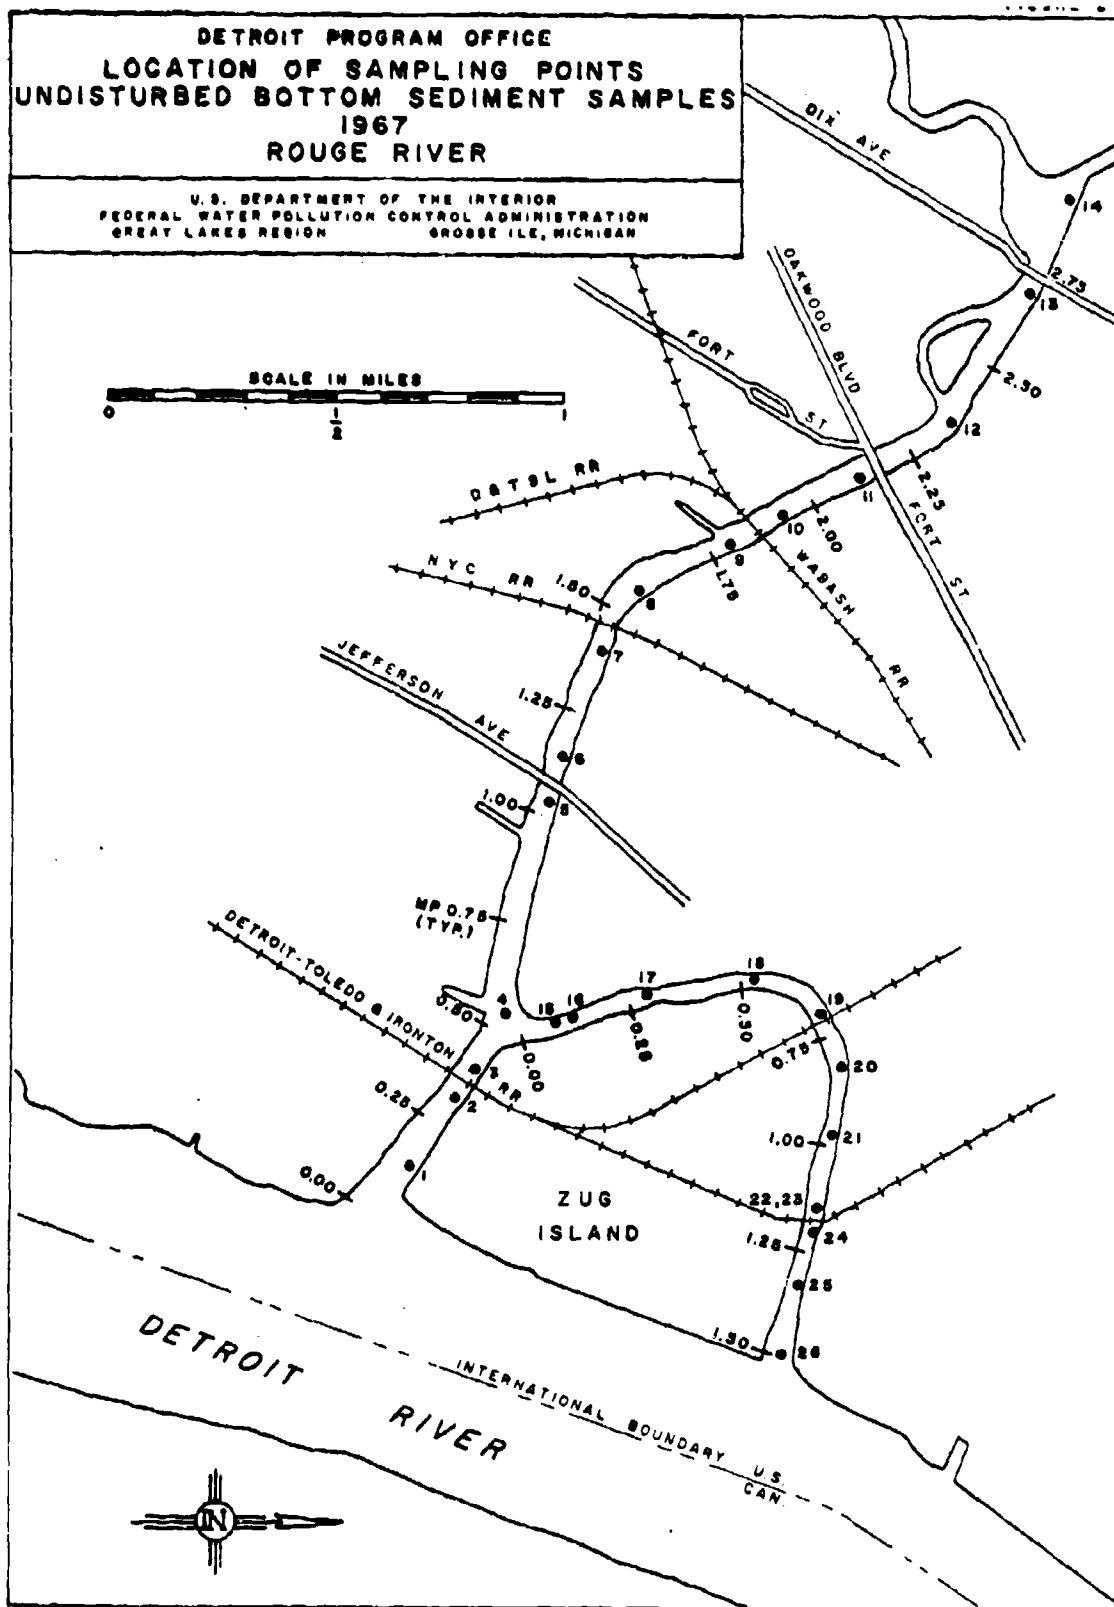 DETROIT PROGRAM OFFICE
LOCATION OF SAMPLING POINTS
UNDISTURBED BOTTOM SEDIMENT SAMPLES
1967
ROUGE RIVER
U.S. DEPARTMENT OF THE INTERIOR
FEDERAL WATER POLLUTION CONTROL ADMINISTRATION
GREAT LAKES REGION GROSSE ILE, MICHIGAN
DIX AVE
14
2.75
13
OAKWOOD BLVD
FORT ST
2.50
12
SCALE IN MILES
0 1/2 1
2.25
11
FORT ST
D & T S L RR
10
2.00
9
1.75
WABASH RR
N Y C RR
1.50
8
7
JEFFERSON AVE
1.25
6
1.00
5
MP 0.75
(TYP.)
DETROIT-TOLEDO & IRONTON RR
0.50
4
15
16
17
18
0.00
0.25
0.50
19
0.75
20
3
2
0.25
1.00
21
0.00
1
ZUG
ISLAND
22,23
24
1.25
25
1.50
26
DETROIT
RIVER
INTERNATIONAL BOUNDARY U.S.
CAN.
N